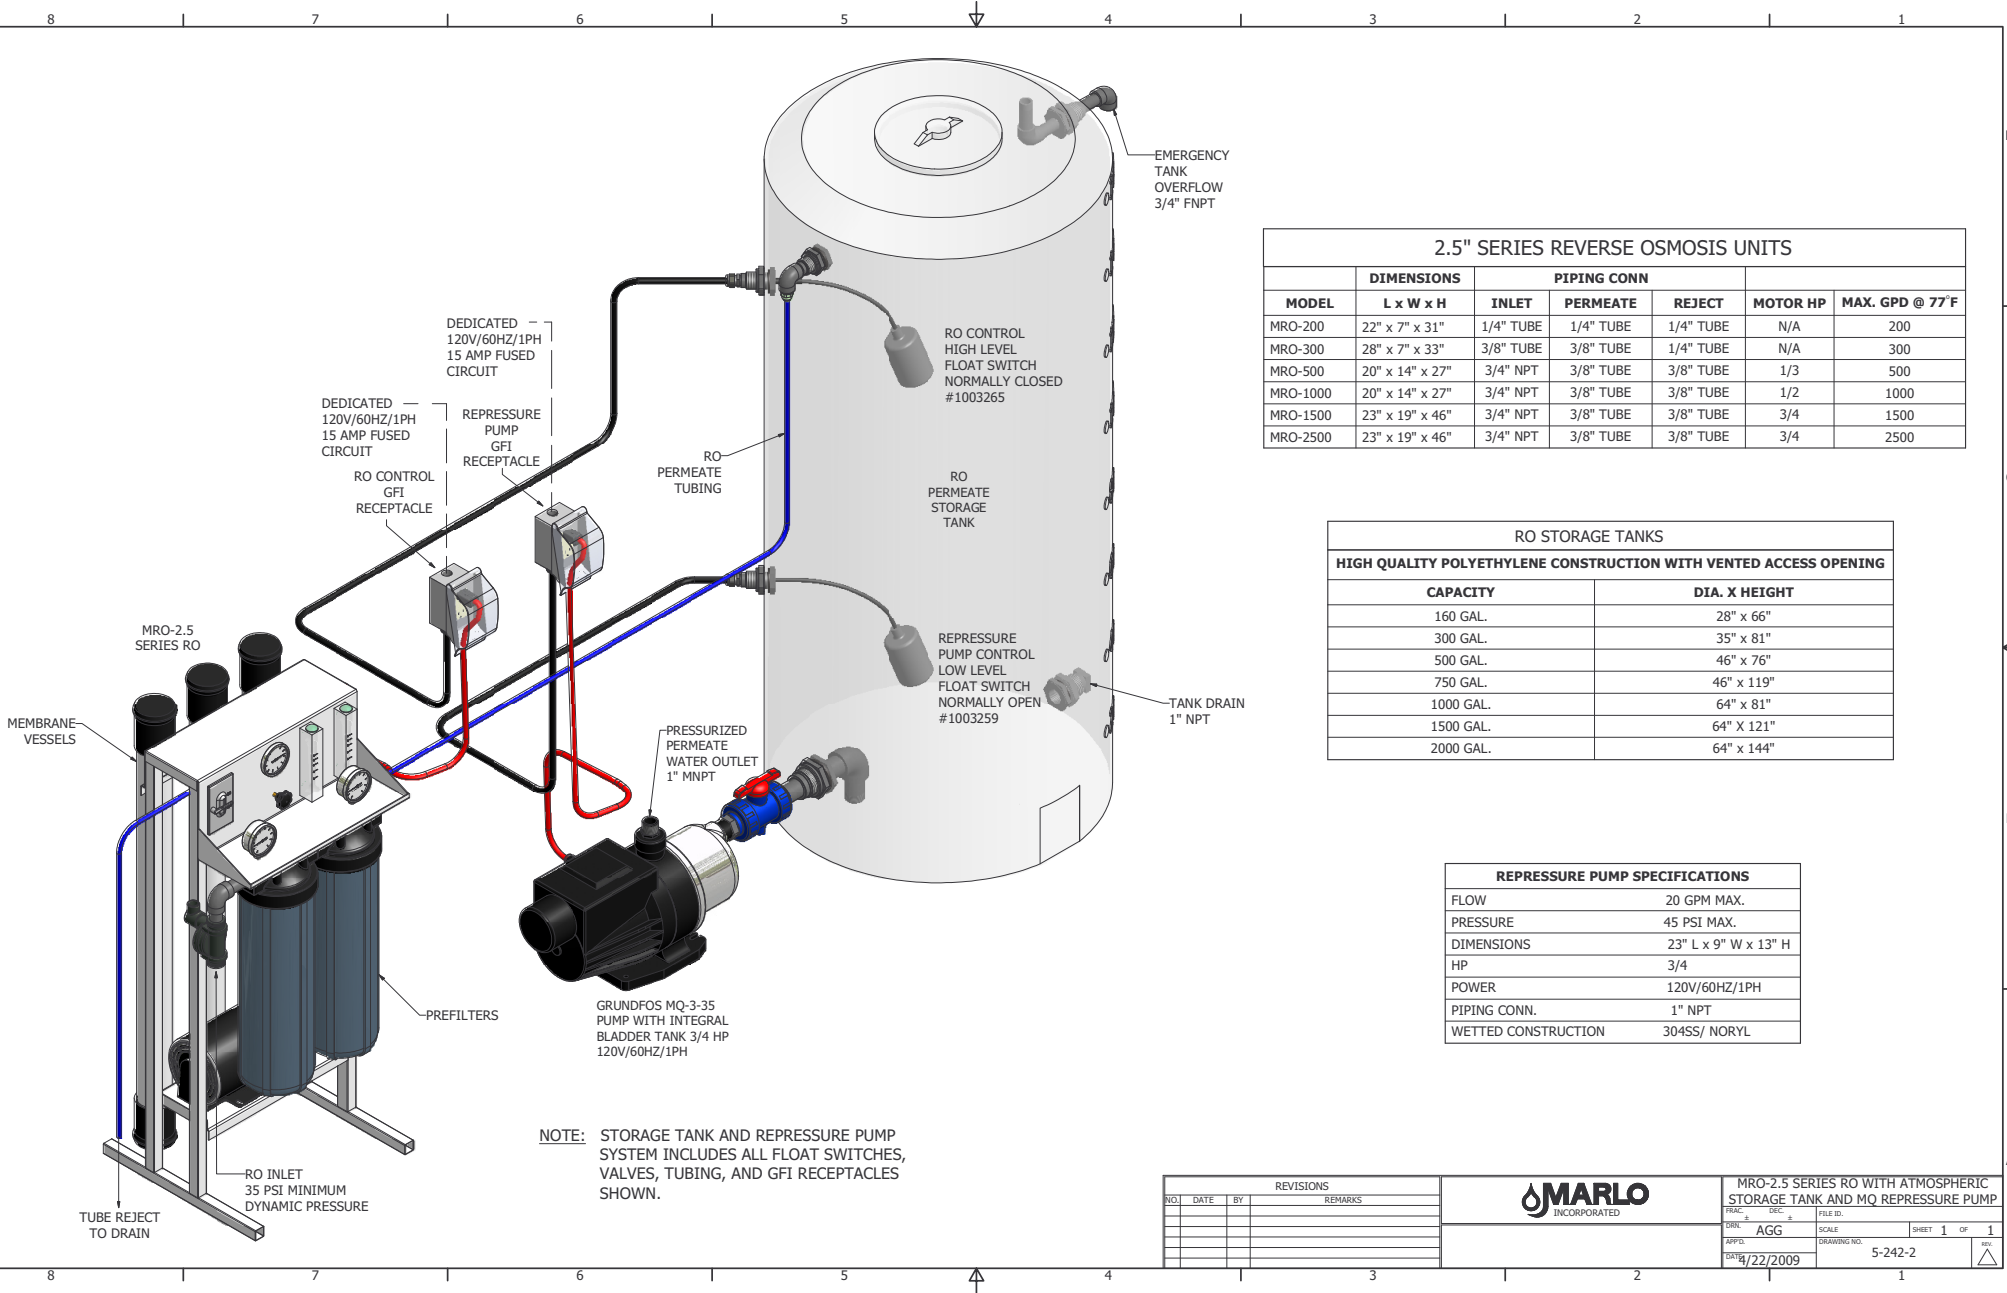 8 7 6 5 4 3 2 1
EMERGENCY
TANK
OVERFLOW
3/4" FNPT
DEDICATED
120V/60HZ/1PH
15 AMP FUSED
CIRCUIT
DEDICATED
120V/60HZ/1PH
15 AMP FUSED
CIRCUIT
REPRESSURE
PUMP
GFI
RECEPTACLE
RO CONTROL
GFI
RECEPTACLE
RO
PERMEATE
TUBING
RO CONTROL
HIGH LEVEL
FLOAT SWITCH
NORMALLY CLOSED
#1003265
RO
PERMEATE
STORAGE
TANK
MRO-2.5
SERIES RO
MEMBRANE
VESSELS
REPRESSURE
PUMP CONTROL
LOW LEVEL
FLOAT SWITCH
NORMALLY OPEN
#1003259
TANK DRAIN
1" NPT
PRESSURIZED
PERMEATE
WATER OUTLET
1" MNPT
PREFILTERS
GRUNDFOS MQ-3-35
PUMP WITH INTEGRAL
BLADDER TANK 3/4 HP
120V/60HZ/1PH
RO INLET
35 PSI MINIMUM
DYNAMIC PRESSURE
TUBE REJECT
TO DRAIN
NOTE: STORAGE TANK AND REPRESSURE PUMP
SYSTEM INCLUDES ALL FLOAT SWITCHES,
VALVES, TUBING, AND GFI RECEPTACLES
SHOWN.
2.5" SERIES REVERSE OSMOSIS UNITS
DIMENSIONS PIPING CONN
MODEL L x W x H INLET PERMEATE REJECT MOTOR HP MAX. GPD @ 77°F
MRO-200 22" x 7" x 31" 1/4" TUBE 1/4" TUBE 1/4" TUBE N/A 200
MRO-300 28" x 7" x 33" 3/8" TUBE 3/8" TUBE 1/4" TUBE N/A 300
MRO-500 20" x 14" x 27" 3/4" NPT 3/8" TUBE 3/8" TUBE 1/3 500
MRO-1000 20" x 14" x 27" 3/4" NPT 3/8" TUBE 3/8" TUBE 1/2 1000
MRO-1500 23" x 19" x 46" 3/4" NPT 3/8" TUBE 3/8" TUBE 3/4 1500
MRO-2500 23" x 19" x 46" 3/4" NPT 3/8" TUBE 3/8" TUBE 3/4 2500
RO STORAGE TANKS
HIGH QUALITY POLYETHYLENE CONSTRUCTION WITH VENTED ACCESS OPENING
CAPACITY DIA. X HEIGHT
160 GAL. 28" x 66"
300 GAL. 35" x 81"
500 GAL. 46" x 76"
750 GAL. 46" x 119"
1000 GAL. 64" x 81"
1500 GAL. 64" X 121"
2000 GAL. 64" x 144"
REPRESSURE PUMP SPECIFICATIONS
FLOW 20 GPM MAX.
PRESSURE 45 PSI MAX.
DIMENSIONS 23" L x 9" W x 13" H
HP 3/4
POWER 120V/60HZ/1PH
PIPING CONN. 1" NPT
WETTED CONSTRUCTION 304SS/ NORYL
REVISIONS
NO. DATE BY REMARKS
MARLO
INCORPORATED
MRO-2.5 SERIES RO WITH ATMOSPHERIC
STORAGE TANK AND MQ REPRESSURE PUMP
FRAC. ± DEC. ± FILE ID.
DRN. AGG SCALE SHEET 1 OF 1
APP'D. DRAWING NO. 5-242-2 REV.
DATE 4/22/2009
8 7 6 5 4 3 2 1